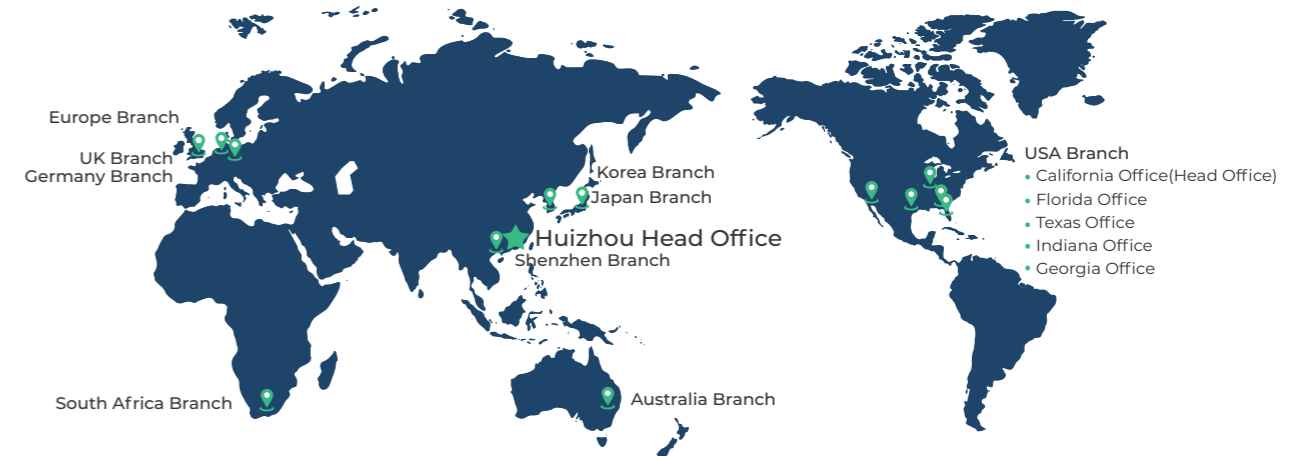 Europe Branch
UK Branch
Germany Branch
Korea Branch
Japan Branch
Huizhou Head Office
Shenzhen Branch
South Africa Branch
Australia Branch
USA Branch
• California Office(Head Office)
• Florida Office
• Texas Office
• Indiana Office
• Georgia Office